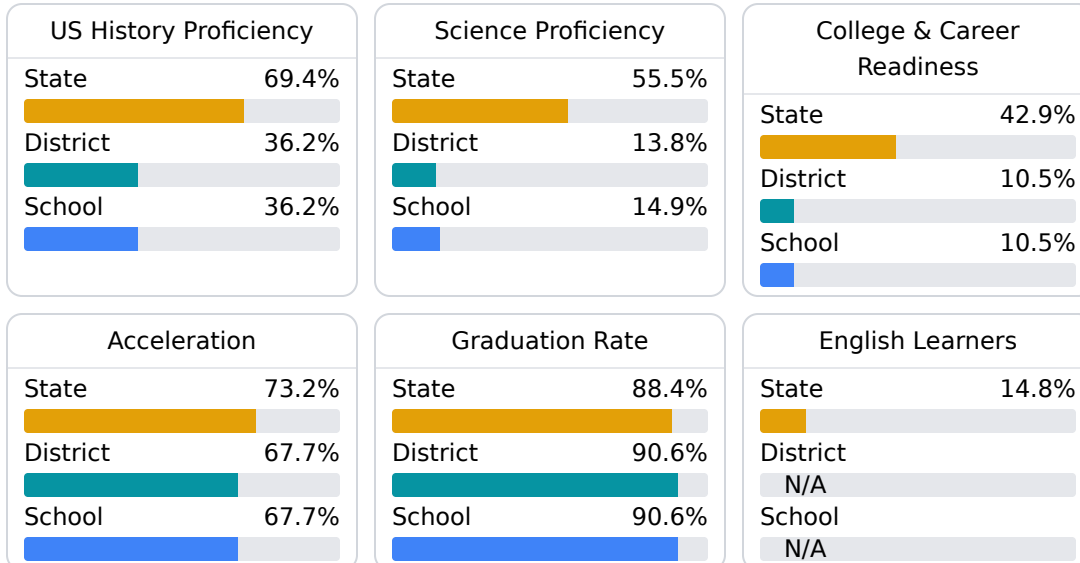 US History Proficiency
State 69.4%
District 36.2%
School 36.2%
Science Proficiency
State 55.5%
District 13.8%
School 14.9%
College & Career
Readiness
State 42.9%
District 10.5%
School 10.5%
Acceleration
State 73.2%
District 67.7%
School 67.7%
Graduation Rate
State 88.4%
District 90.6%
School 90.6%
English Learners
State 14.8%
District
N/A
School
N/A